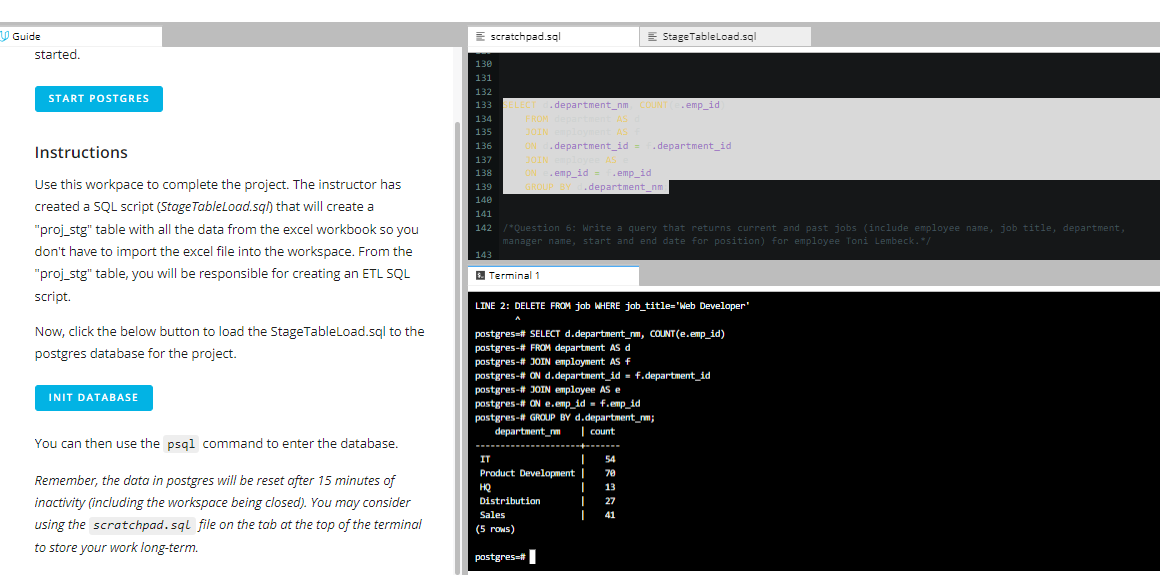 Guide
started.
START POSTGRES
Instructions
Use this workpace to complete the project. The instructor has
created a SQL script (StageTableLoad.sql) that will create a
"proj_stg" table with all the data from the excel workbook so you
don't have to import the excel file into the workspace. From the
"proj_stg" table, you will be responsible for creating an ETL SQL
script.
Now, click the below button to load the StageTableLoad.sql to the
postgres database for the project.
INIT DATABASE
You can then use the psql command to enter the database.
Remember, the data in postgres will be reset after 15 minutes of
inactivity (including the workspace being closed). You may consider
using the scratchpad.sql file on the tab at the top of the terminal
to store your work long-term.
scratchpad.sql
StageTableLoad.sql
130
131
132
133 SELECT d.department_nm, COUNT(e.emp_id
134 FROM department AS d
135 JOIN employment AS f
136 ON d.department_id = f.department_id
137 JOIN employee AS e
138 ON e.emp_id = f.emp_id
139 GROUP BY d.department_nm
140
141
142 /*Question 6: Write a query that returns current and past jobs (include employee name, job title, department,
manager name, start and end date for position) for employee Toni Lembeck.*/
143
Terminal 1
LINE 2: DELETE FROM job WHERE job_title='Web Developer'
^
postgres=# SELECT d.department_nm, COUNT(e.emp_id)
postgres-# FROM department AS d
postgres-# JOIN employment AS f
postgres-# ON d.department_id = f.department_id
postgres-# JOIN employee AS e
postgres-# ON e.emp_id = f.emp_id
postgres-# GROUP BY d.department_nm;
department_nm | count
---------------------+-------
IT | 54
Product Development | 70
HQ | 13
Distribution | 27
Sales | 41
(5 rows)
postgres=#